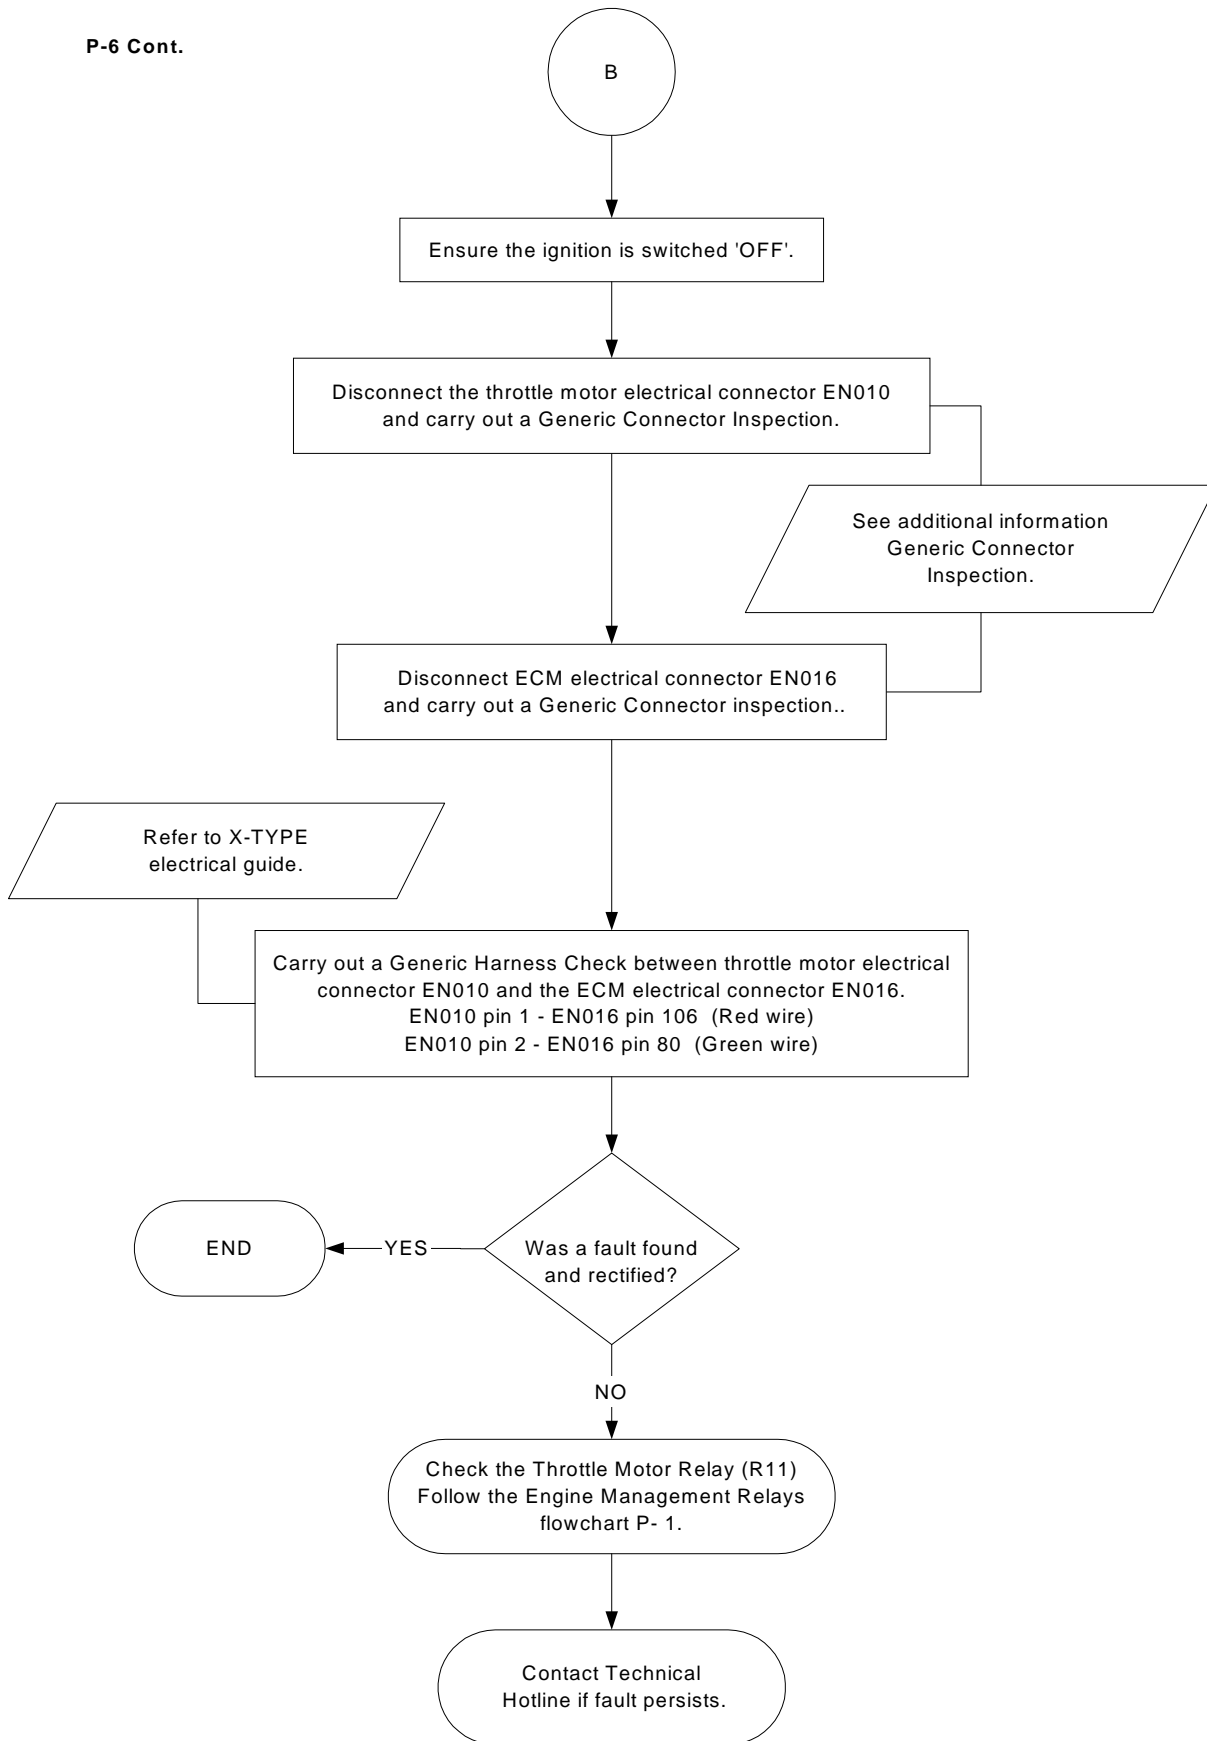 P-6 Cont.
B
Ensure the ignition is switched 'OFF'.
Disconnect the throttle motor electrical connector EN010
and carry out a Generic Connector Inspection.
See additional information
Generic Connector
Inspection.
Disconnect ECM electrical connector EN016
and carry out a Generic Connector inspection..
Refer to X-TYPE
electrical guide.
Carry out a Generic Harness Check between throttle motor electrical
connector EN010 and the ECM electrical connector EN016.
EN010 pin 1 - EN016 pin 106 (Red wire)
EN010 pin 2 - EN016 pin 80 (Green wire)
Was a fault found
and rectified?
YES
END
NO
Check the Throttle Motor Relay (R11)
Follow the Engine Management Relays
flowchart P- 1.
Contact Technical
Hotline if fault persists.